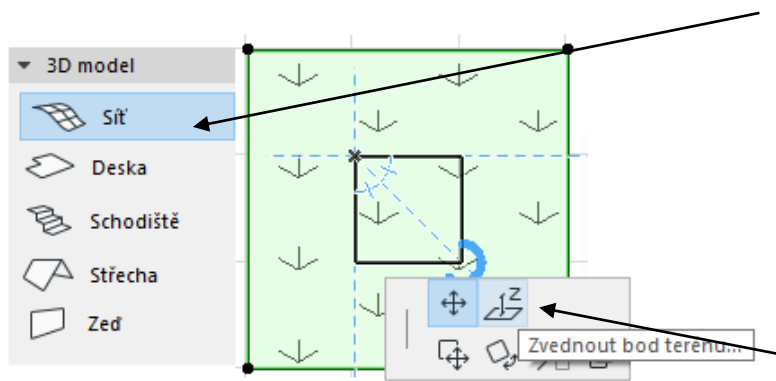 3D model
Síť
Deska
Schodiště
Střecha
Zeď
Z
Zvednout bod terénu...